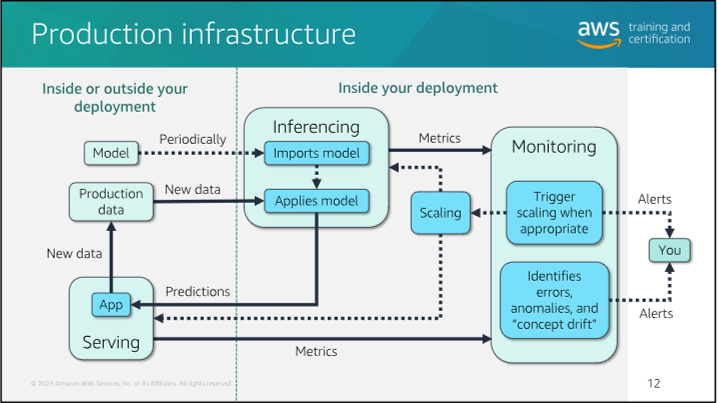 Production infrastructure
aws training and
certification
Inside or outside your
deployment
Inside your deployment
Model
Periodically
Inferencing
Imports model
Applies model
Metrics
Monitoring
Production
data
New data
Scaling
Trigger
scaling when
appropriate
Alerts
You
New data
Predictions
App
Serving
Identifies
errors,
anomalies, and
“concept drift”
Alerts
Metrics
© 2023 Amazon Web Services, Inc. or its Affiliates. All rights reserved.
12